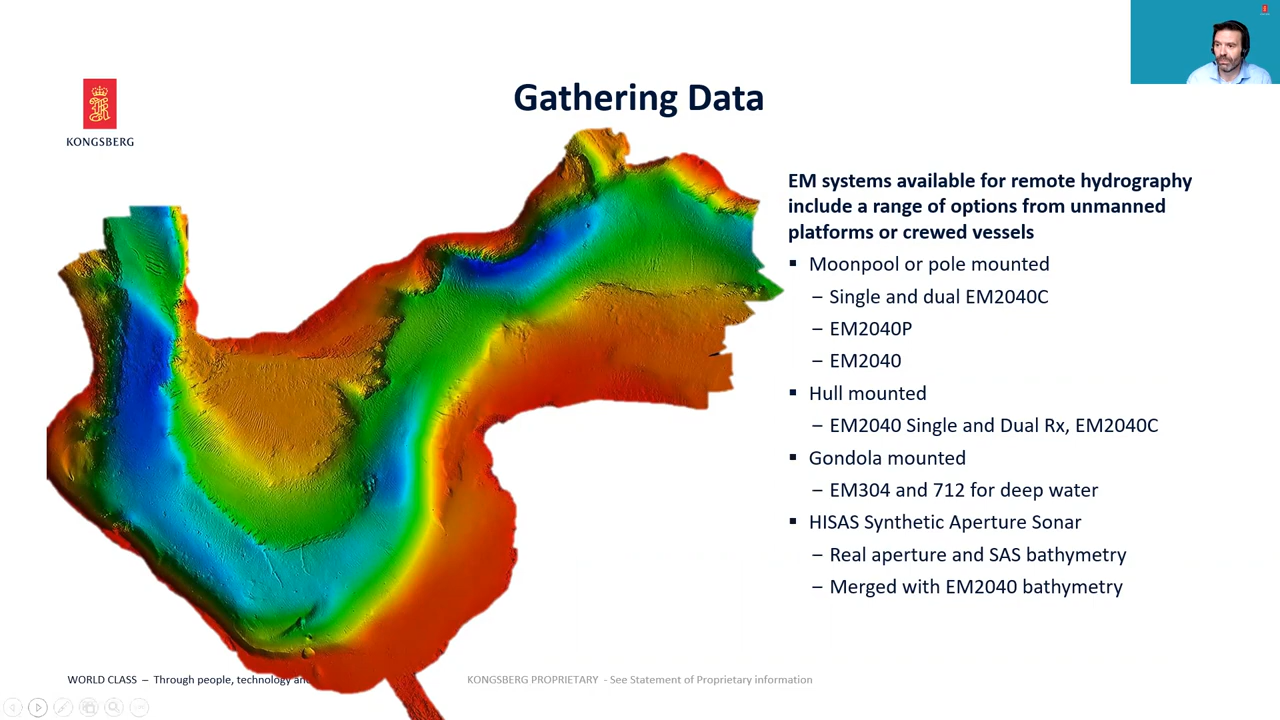 Gathering Data
KONGSBERG
EM systems available for remote hydrography
include a range of options from unmanned
platforms or crewed vessels
▪ Moonpool or pole mounted
– Single and dual EM2040C
– EM2040P
– EM2040
▪ Hull mounted
– EM2040 Single and Dual Rx, EM2040C
▪ Gondola mounted
– EM304 and 712 for deep water
▪ HISAS Synthetic Aperture Sonar
– Real aperture and SAS bathymetry
– Merged with EM2040 bathymetry
WORLD CLASS – Through people, technology
KONGSBERG PROPRIETARY - See Statement of Proprietary information